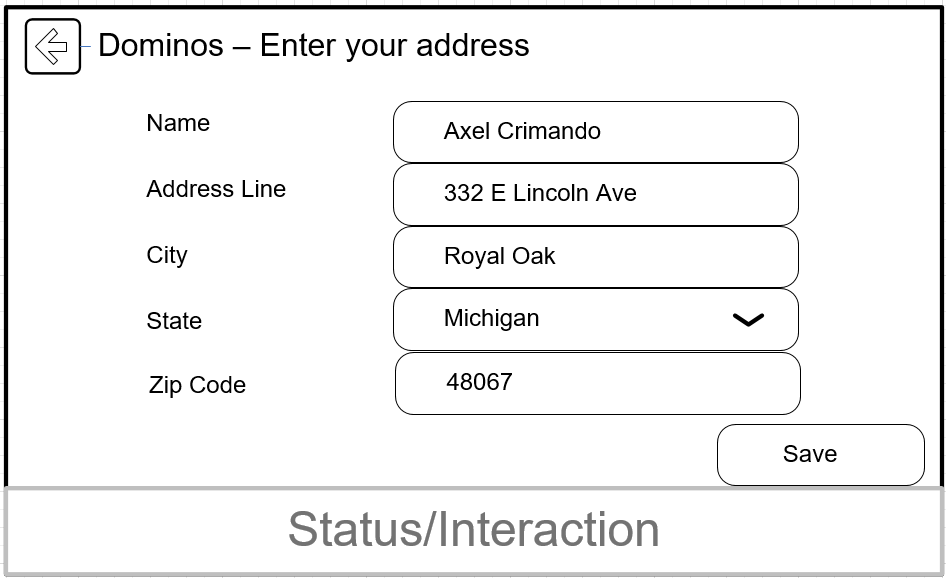 Dominos – Enter your address
Name
Axel Crimando
Address Line
332 E Lincoln Ave
City
Royal Oak
State
Michigan
Zip Code
48067
Save
Status/Interaction